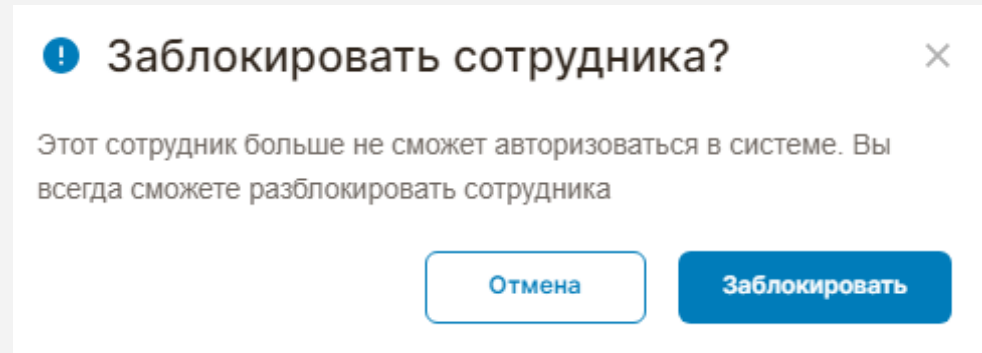 Заблокировать сотрудника?
Этот сотрудник больше не сможет авторизоваться в системе. Вы
всегда сможете разблокировать сотрудника
Отмена
Заблокировать